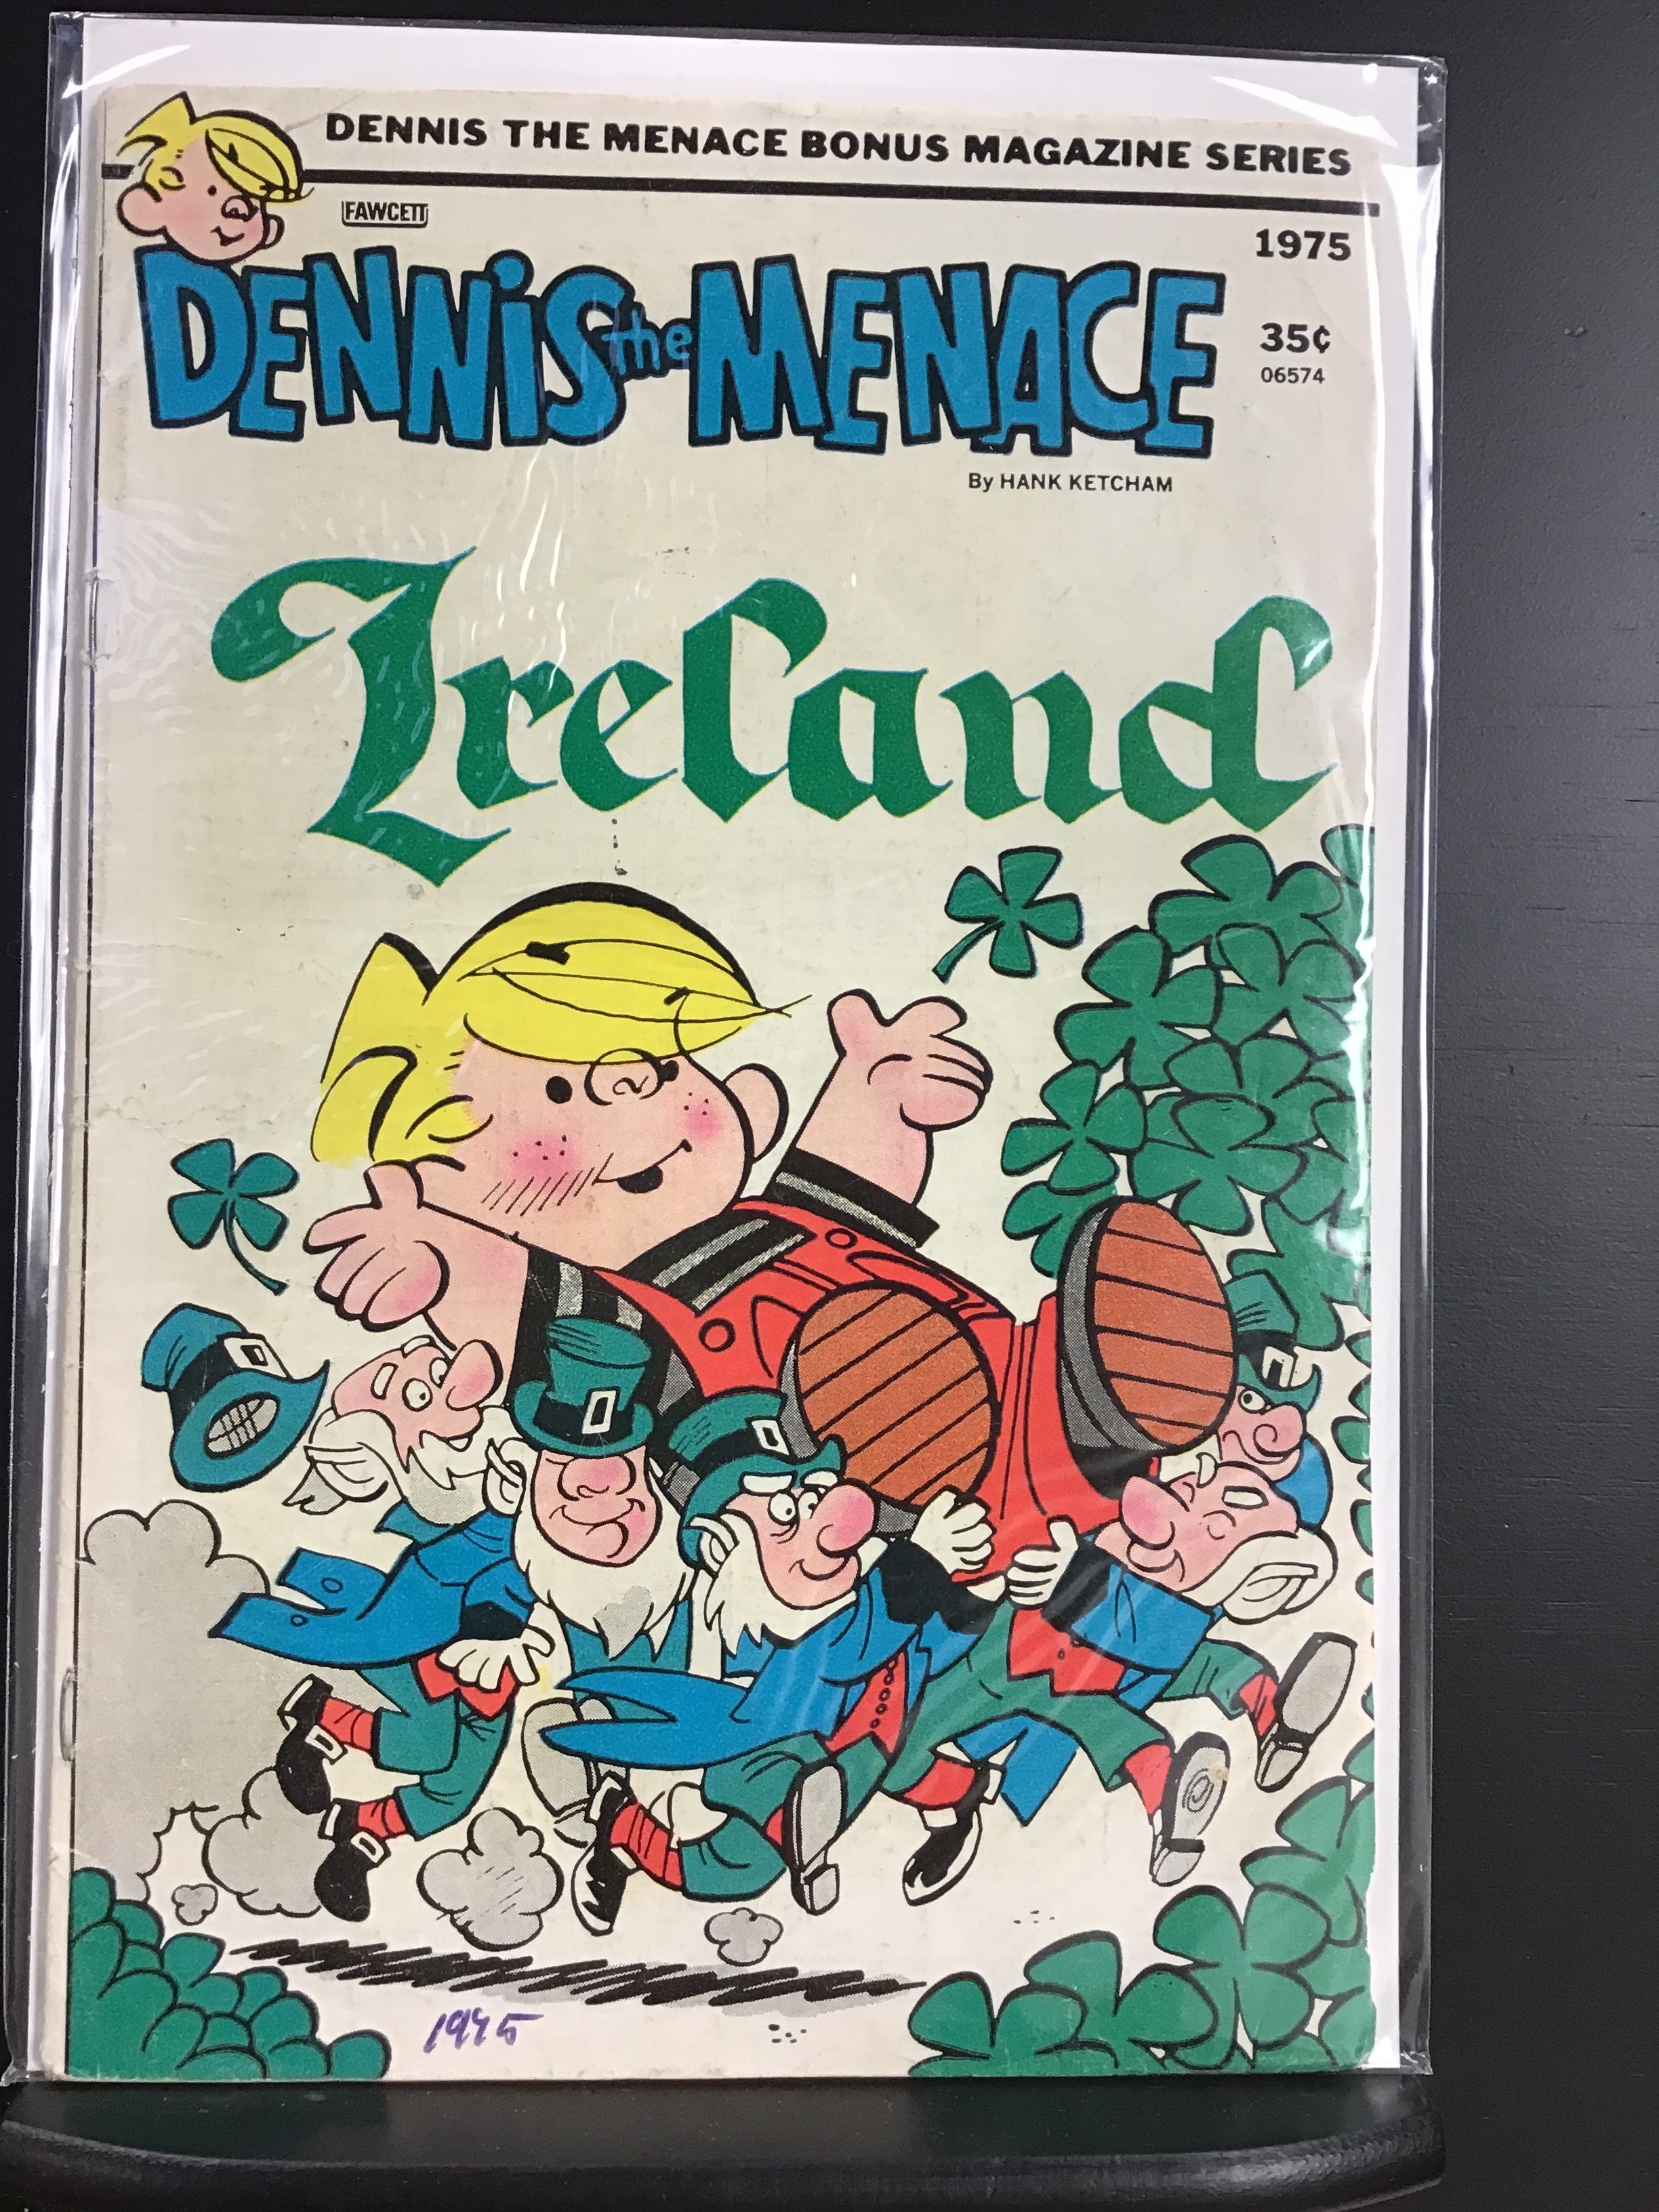 DENNIS THE MENACE BONUS MAGAZINE SERIES
FAWCETT
1975
DENNIS the MENACE
35¢
06574
By HANK KETCHAM
Ireland
1975